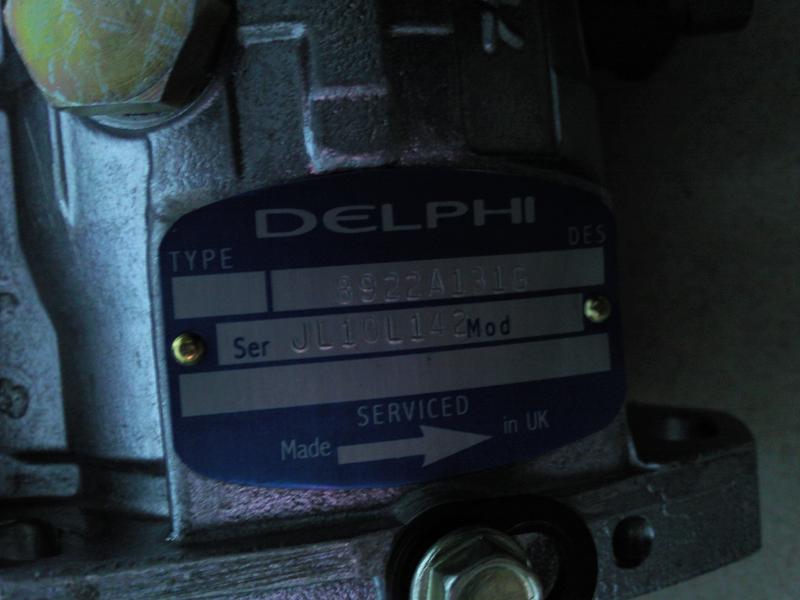 DELPHI
TYPE DES
8922A131G
Ser JL10L142 Mod
SERVICED
Made in UK